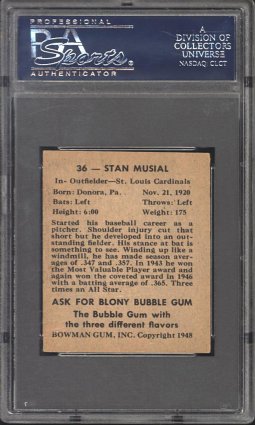 PROFESSIONAL
PSA
Sports
AUTHENTICATOR
A
DIVISION OF
COLLECTORS
UNIVERSE
NASDAQ: CLCT
36 — STAN MUSIAL
In- Outfielder—St. Louis Cardinals
Born: Donora, Pa. Nov. 21, 1920
Bats: Left Throws: Left
Height: 6:00 Weight: 175
Started his baseball career as a
pitcher. Shoulder injury cut that
short but he developed into an out-
standing fielder. His stance at bat is
something to see. Winding up like a
windmill, he has made season aver-
ages of .347 and .357. In 1943 he won
the Most Valuable Player award and
again won the coveted award in 1946
with a batting average of .365. Three
times an All Star.
ASK FOR BLONY BUBBLE GUM
The Bubble Gum with
the three different flavors
BOWMAN GUM, INC. Copyright 1948